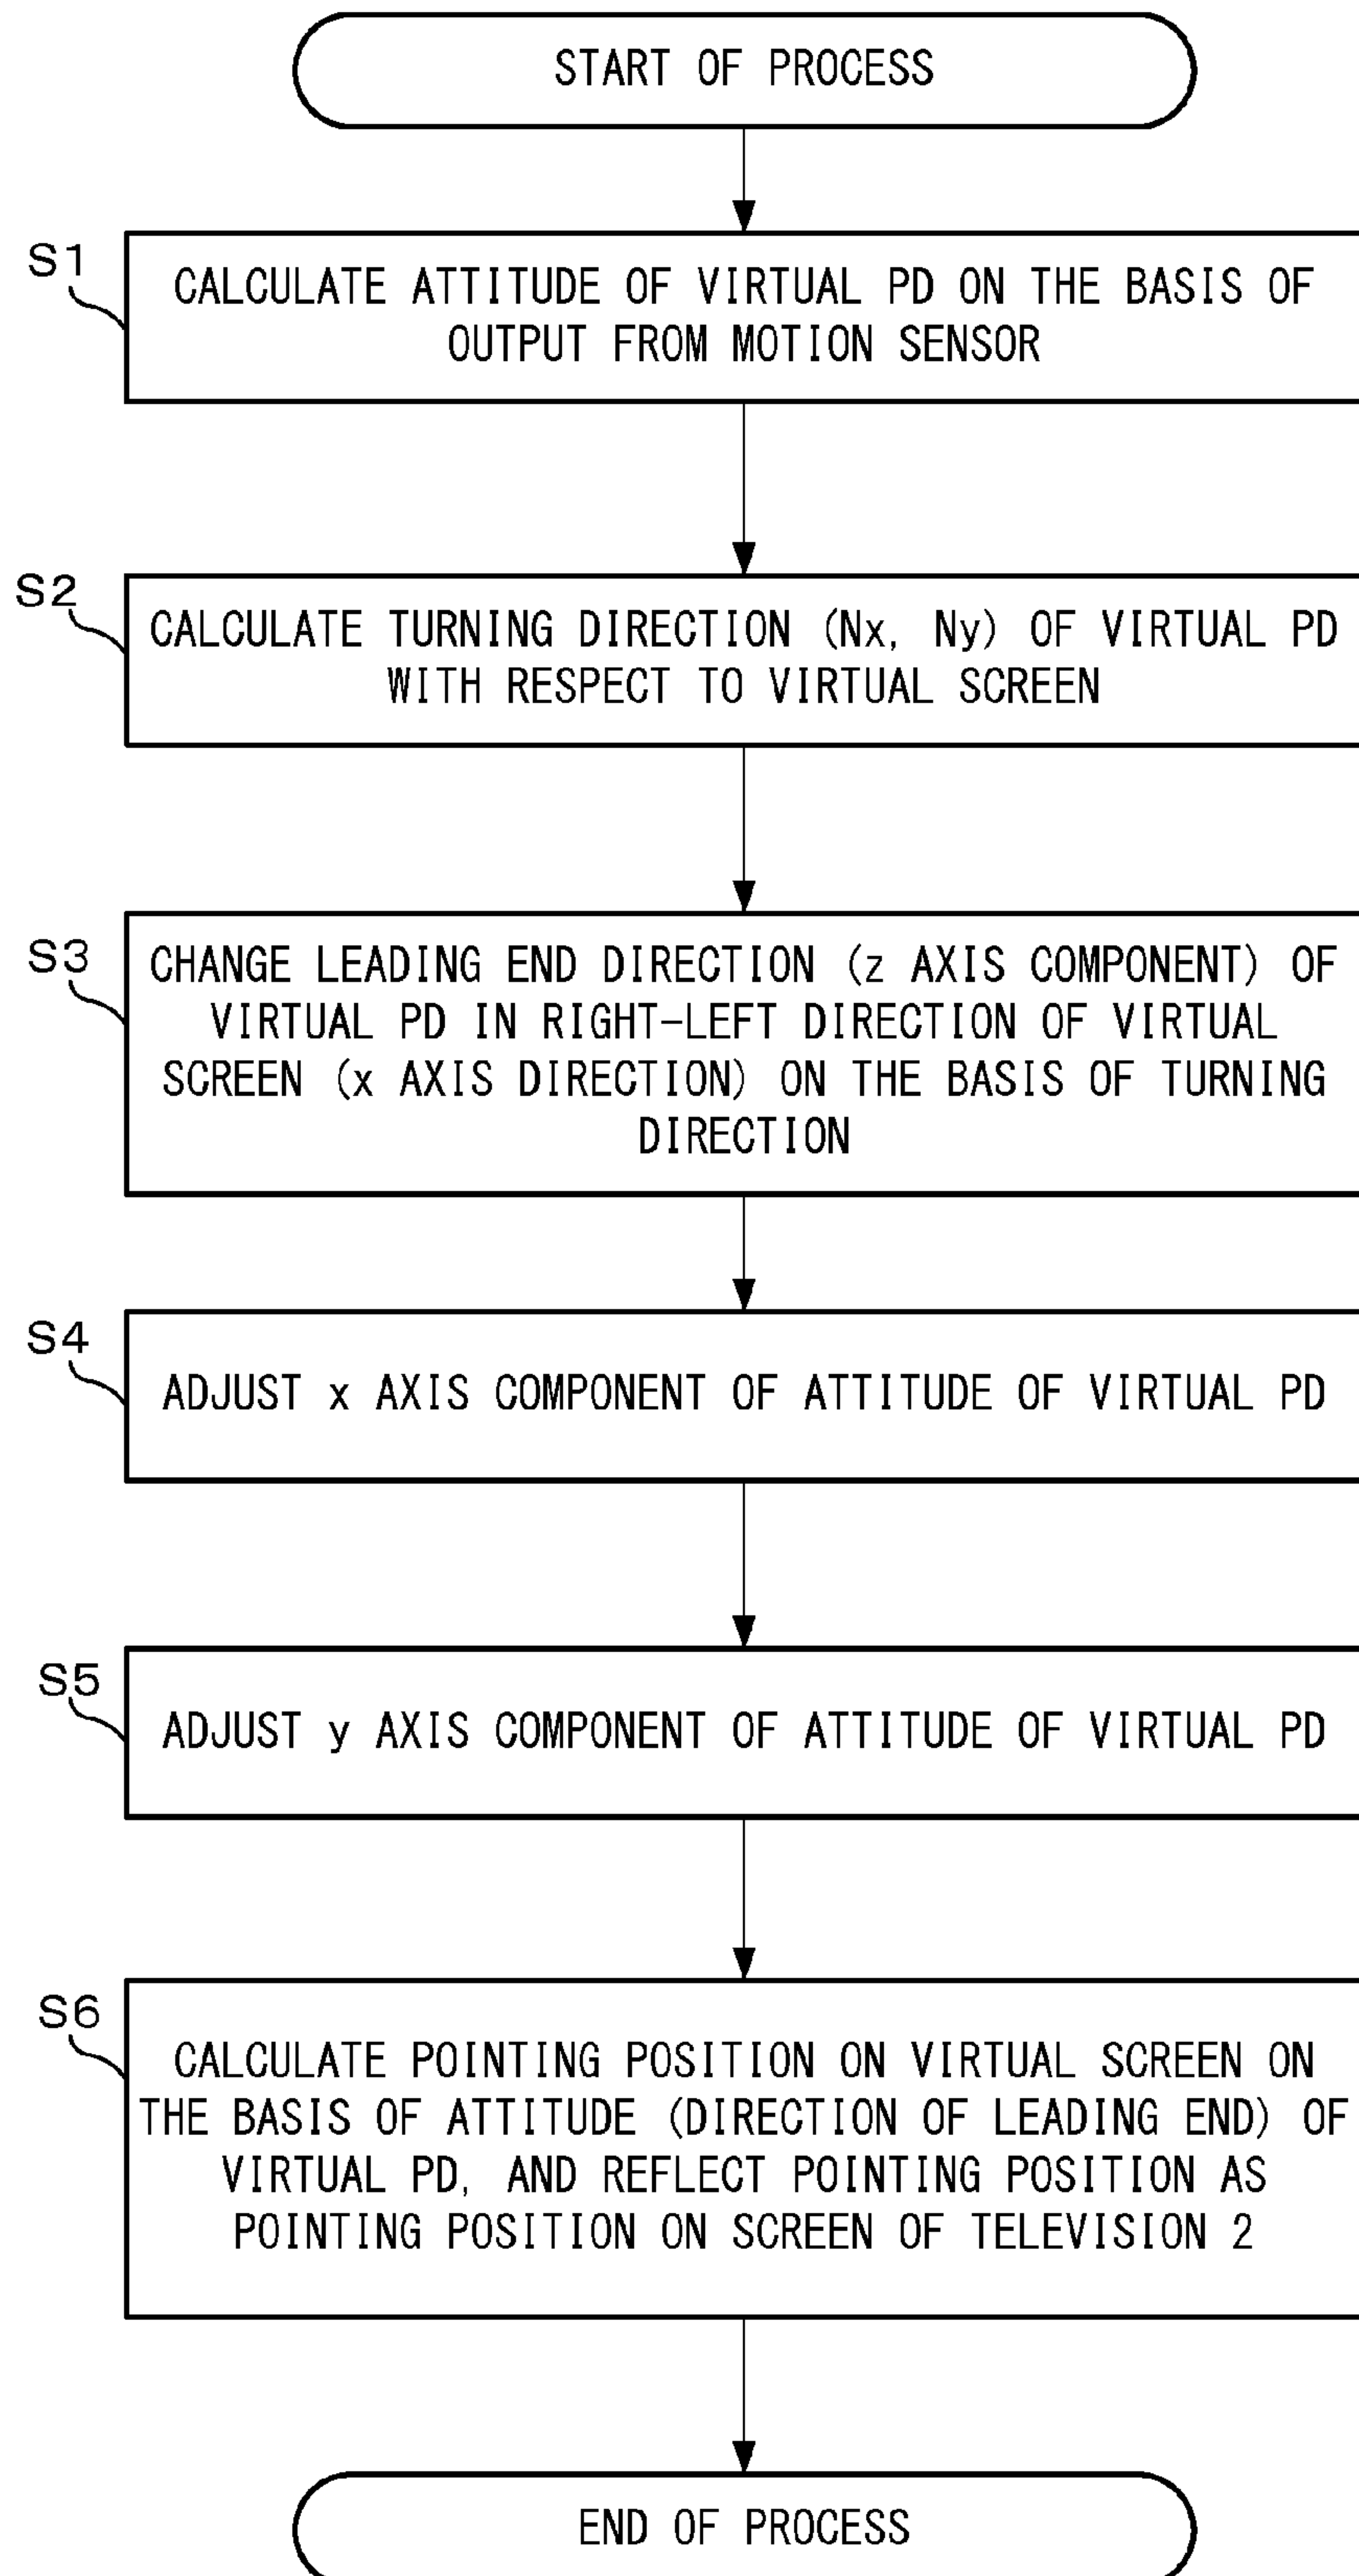 START OF PROCESS
S1
CALCULATE ATTITUDE OF VIRTUAL PD ON THE BASIS OF
OUTPUT FROM MOTION SENSOR
S2
CALCULATE TURNING DIRECTION (Nx, Ny) OF VIRTUAL PD
WITH RESPECT TO VIRTUAL SCREEN
S3
CHANGE LEADING END DIRECTION (z AXIS COMPONENT) OF
VIRTUAL PD IN RIGHT-LEFT DIRECTION OF VIRTUAL
SCREEN (x AXIS DIRECTION) ON THE BASIS OF TURNING
DIRECTION
S4
ADJUST x AXIS COMPONENT OF ATTITUDE OF VIRTUAL PD
S5
ADJUST y AXIS COMPONENT OF ATTITUDE OF VIRTUAL PD
S6
CALCULATE POINTING POSITION ON VIRTUAL SCREEN ON
THE BASIS OF ATTITUDE (DIRECTION OF LEADING END) OF
VIRTUAL PD, AND REFLECT POINTING POSITION AS
POINTING POSITION ON SCREEN OF TELEVISION 2
END OF PROCESS